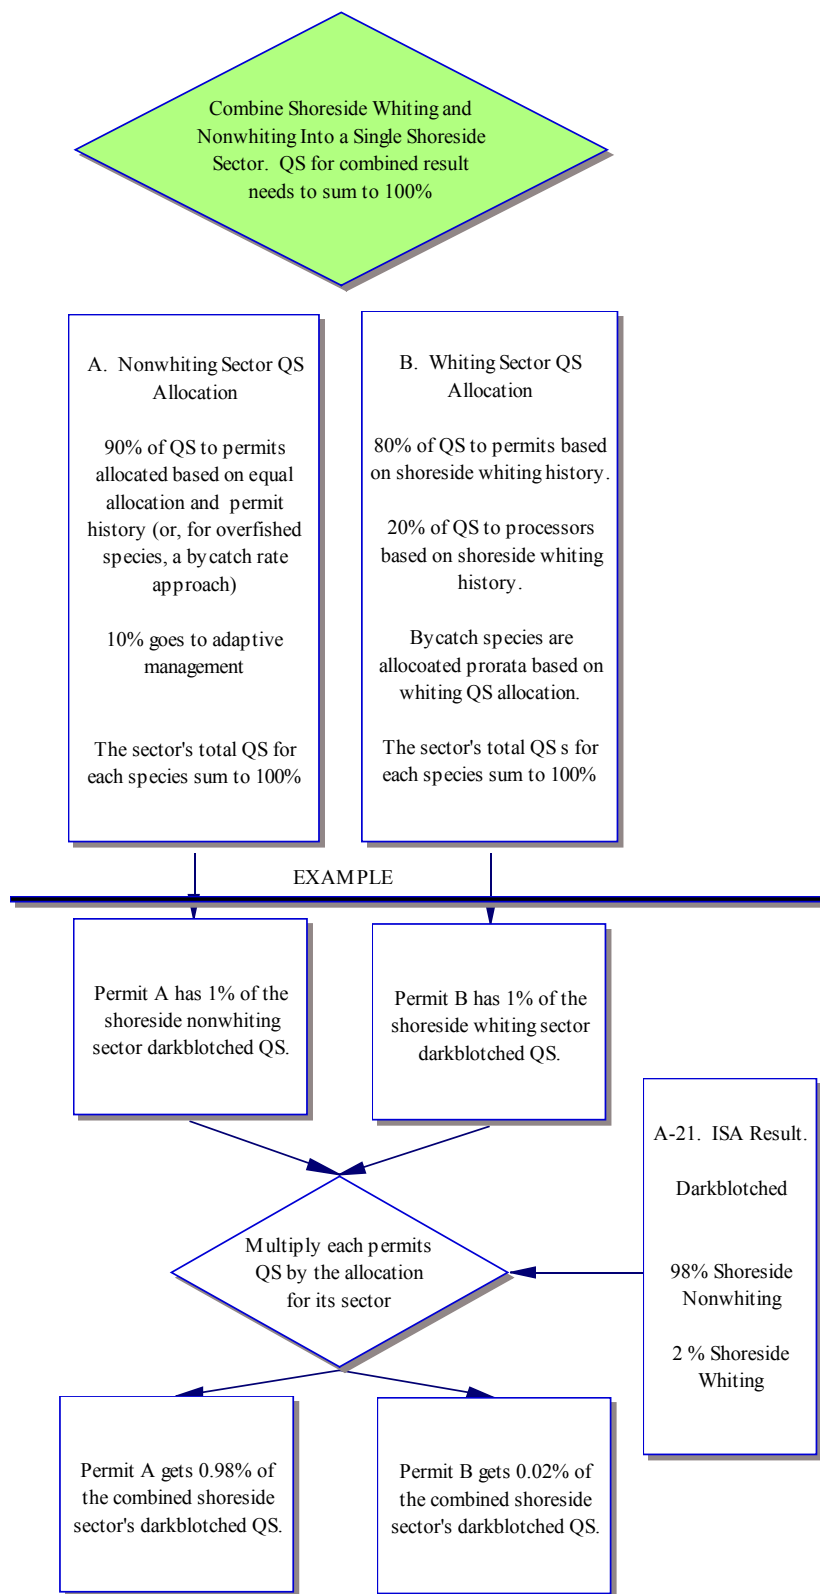 Combine Shoreside Whiting and
Nonwhiting Into a Single Shoreside
Sector. QS for combined result
needs to sum to 100%
A. Nonwhiting Sector QS
Allocation
90% of QS to permits
allocated based on equal
allocation and permit
history (or, for overfished
species, a bycatch rate
approach)
10% goes to adaptive
management
The sector's total QS for
each species sum to 100%
B. Whiting Sector QS
Allocation
80% of QS to permits based
on shoreside whiting history.
20% of QS to processors
based on shoreside whiting
history.
Bycatch species are
allocoated prorata based on
whiting QS allocation.
The sector's total QS s for
each species sum to 100%
EXAMPLE
Permit A has 1% of the
shoreside nonwhiting
sector darkblotched QS.
Permit B has 1% of the
shoreside whiting sector
darkblotched QS.
A-21. ISA Result.
Darkblotched
98% Shoreside
Nonwhiting
2 % Shoreside
Whiting
Multiply each permits
QS by the allocation
for its sector
Permit A gets 0.98% of
the combined shoreside
sector's darkblotched QS.
Permit B gets 0.02% of
the combined shoreside
sector's darkblotched QS.